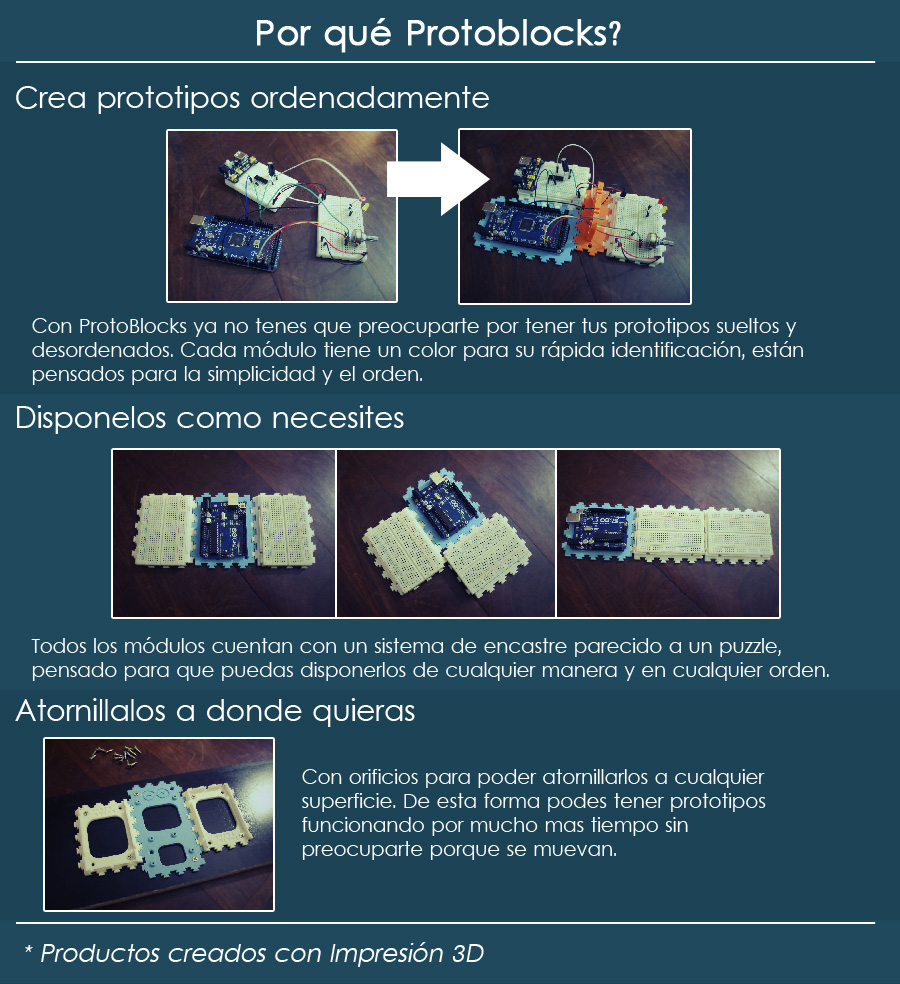 Por qué Protoblocks?
Crea prototipos ordenadamente
Con ProtoBlocks ya no tenes que preocuparte por tener tus prototipos sueltos y
desordenados. Cada módulo tiene un color para su rápida identificación, están
pensados para la simplicidad y el orden.
Disponelos como necesites
Todos los módulos cuentan con un sistema de encastre parecido a un puzzle,
pensado para que puedas disponerlos de cualquier manera y en cualquier orden.
Atornillalos a donde quieras
Con orificios para poder atornillarlos a cualquier
superficie. De esta forma podes tener prototipos
funcionando por mucho mas tiempo sin
preocuparte porque se muevan.
* Productos creados con Impresión 3D